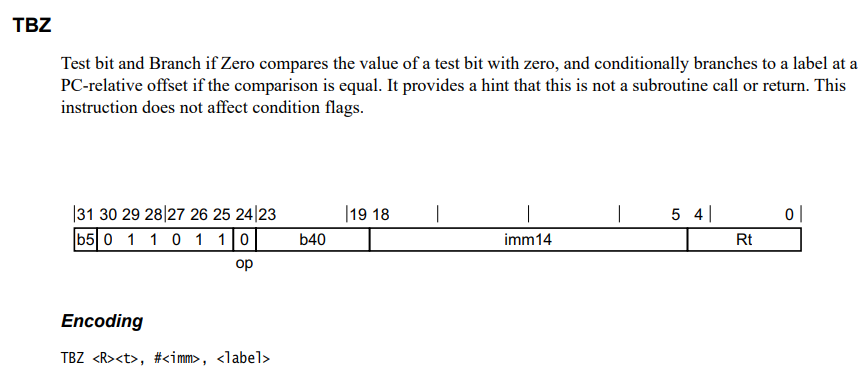 TBZ
Test bit and Branch if Zero compares the value of a test bit with zero, and conditionally branches to a label at a
PC-relative offset if the comparison is equal. It provides a hint that this is not a subroutine call or return. This
instruction does not affect condition flags.
|31 30 29 28|27 26 25 24|23 |19 18 | | | 5 4| 0|
b5 0 1 1 0 1 1 0 b40 imm14 Rt
op
Encoding
TBZ <R><t>, #<imm>, <label>